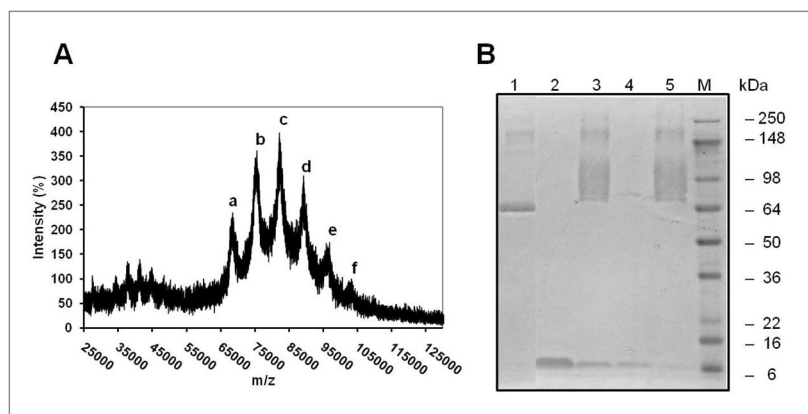 A
B
1 2 3 4 5 M kDa
450
400
350
300
250
200
150
100
50
0
Intensity (%)
a
b
c
d
e
f
25000 35000 45000 55000 65000 75000 85000 95000 105000 115000 125000
m/z
– 250
– 148
– 98
– 64
– 50
– 36
– 22
– 16
– 6